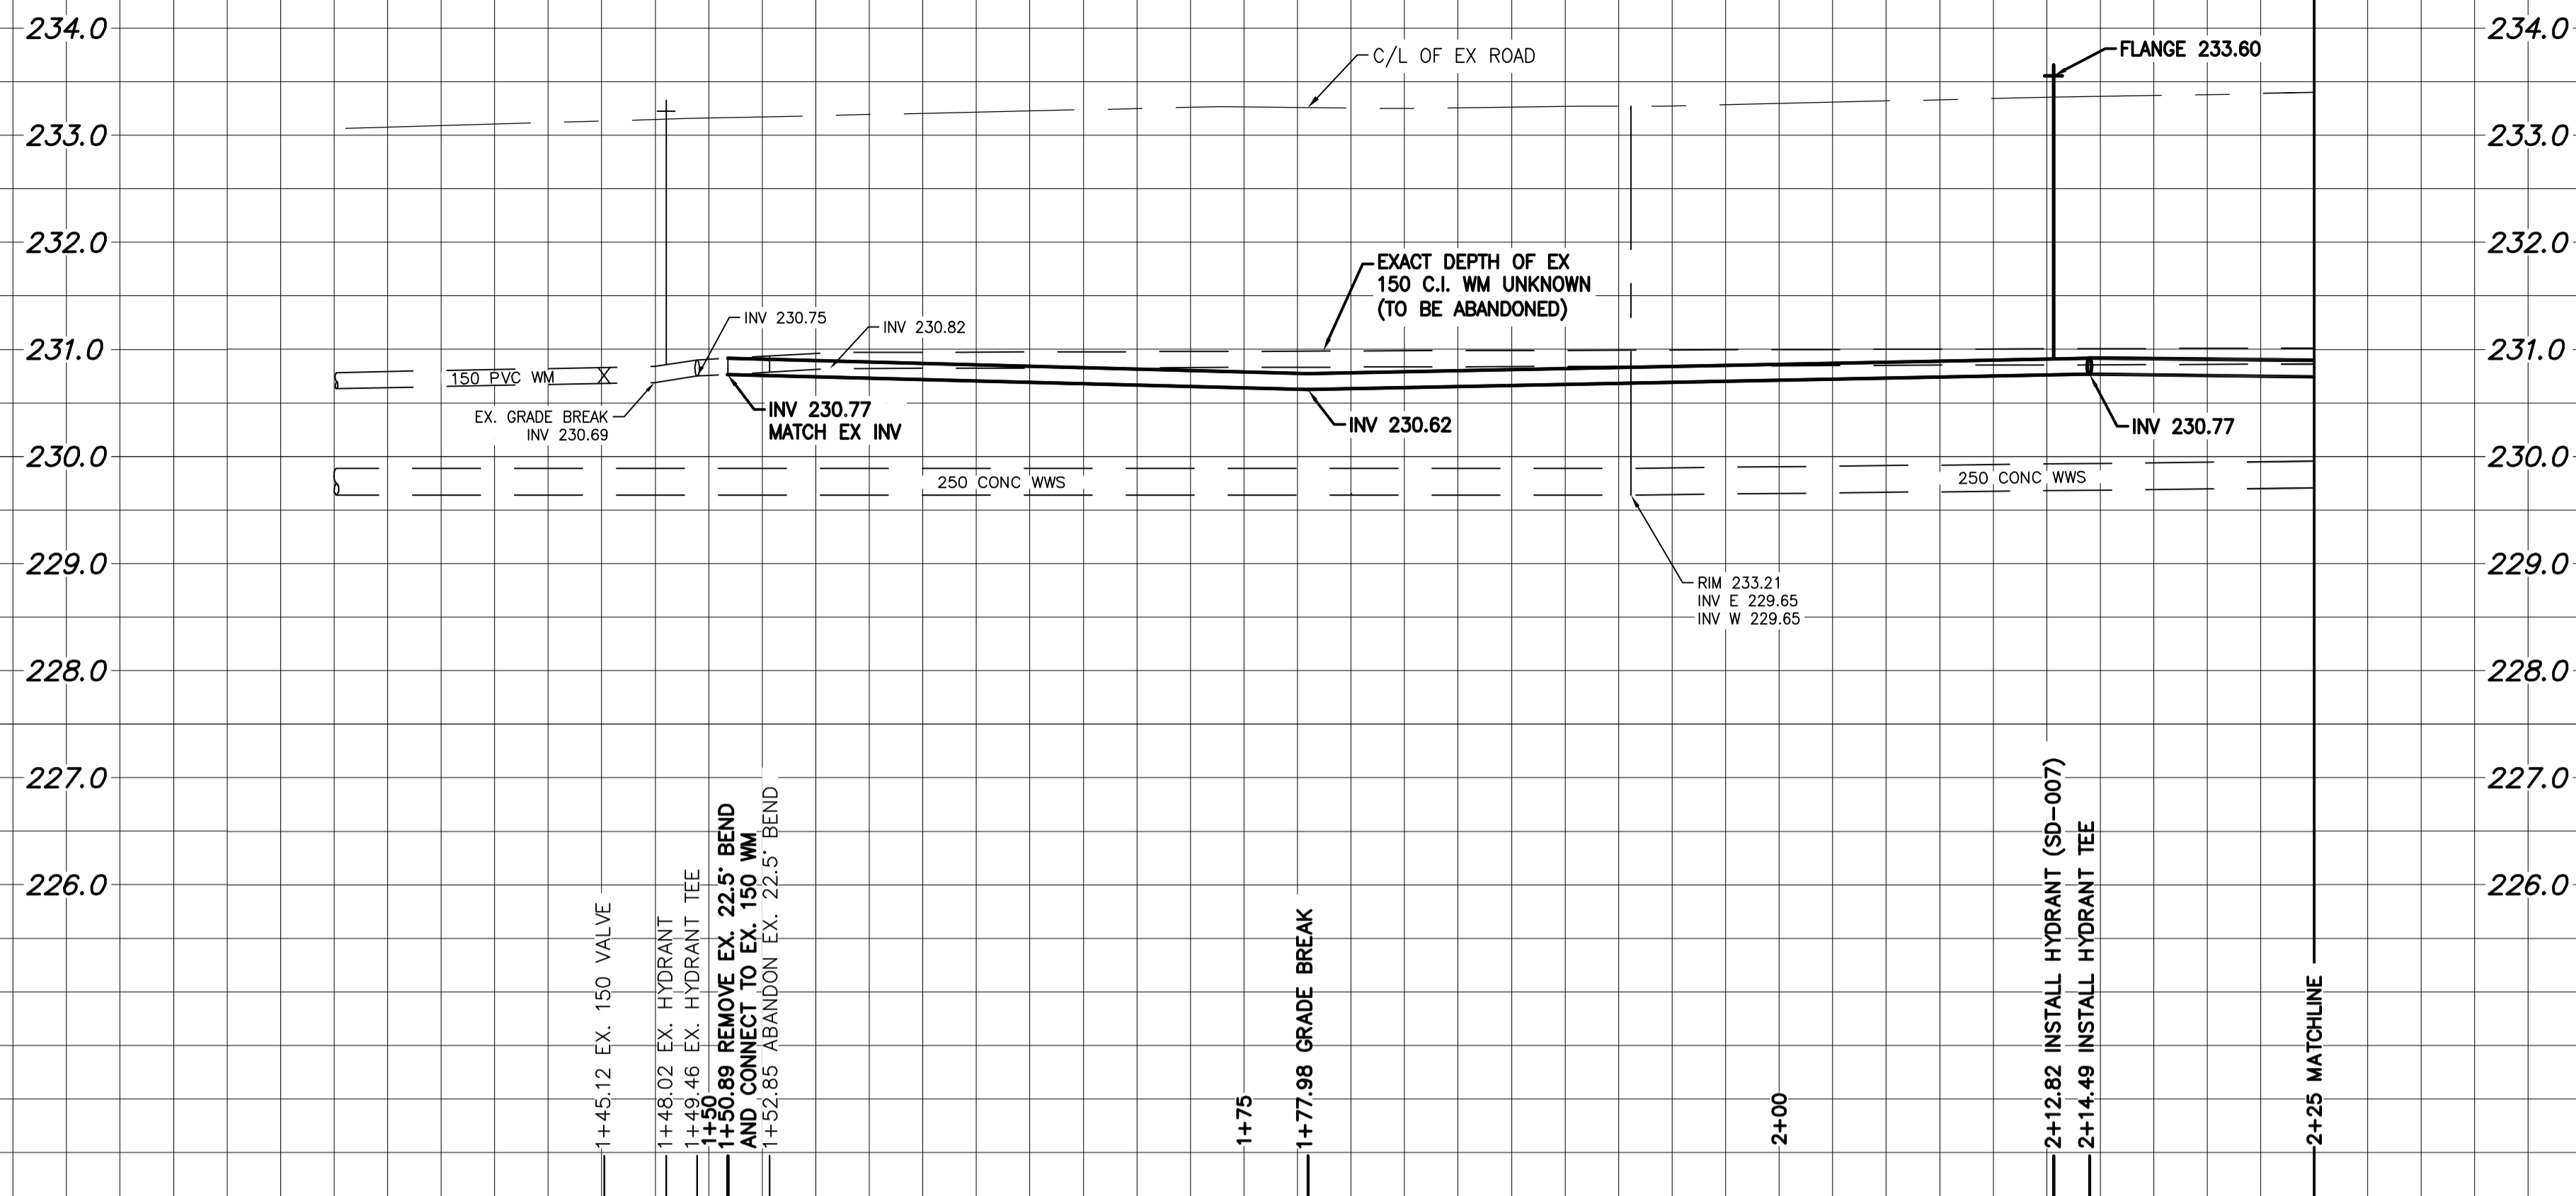 234.0
234.0
FLANGE 233.60
C/L OF EX ROAD
233.0
233.0
232.0
232.0
EXACT DEPTH OF EX
150 C.I. WM UNKNOWN
(TO BE ABANDONED)
INV 230.75
INV 230.82
231.0
231.0
150 PVC WM
X
EX. GRADE BREAK
INV 230.69
INV 230.77
MATCH EX INV
INV 230.62
INV 230.77
230.0
230.0
250 CONC WWS
250 CONC WWS
229.0
229.0
RIM 233.21
INV E 229.65
INV W 229.65
228.0
228.0
227.0
227.0
226.0
226.0
1+45.12 EX. 150 VALVE
1+48.02 EX. HYDRANT
1+49.46 EX. HYDRANT TEE
1+50
1+50.89 REMOVE EX. 22.5° BEND
AND CONNECT TO EX. 150 WM
1+52.85 ABANDON EX. 22.5° BEND
1+75
1+77.98 GRADE BREAK
2+00
2+12.82 INSTALL HYDRANT (SD-007)
2+14.49 INSTALL HYDRANT TEE
2+25 MATCHLINE